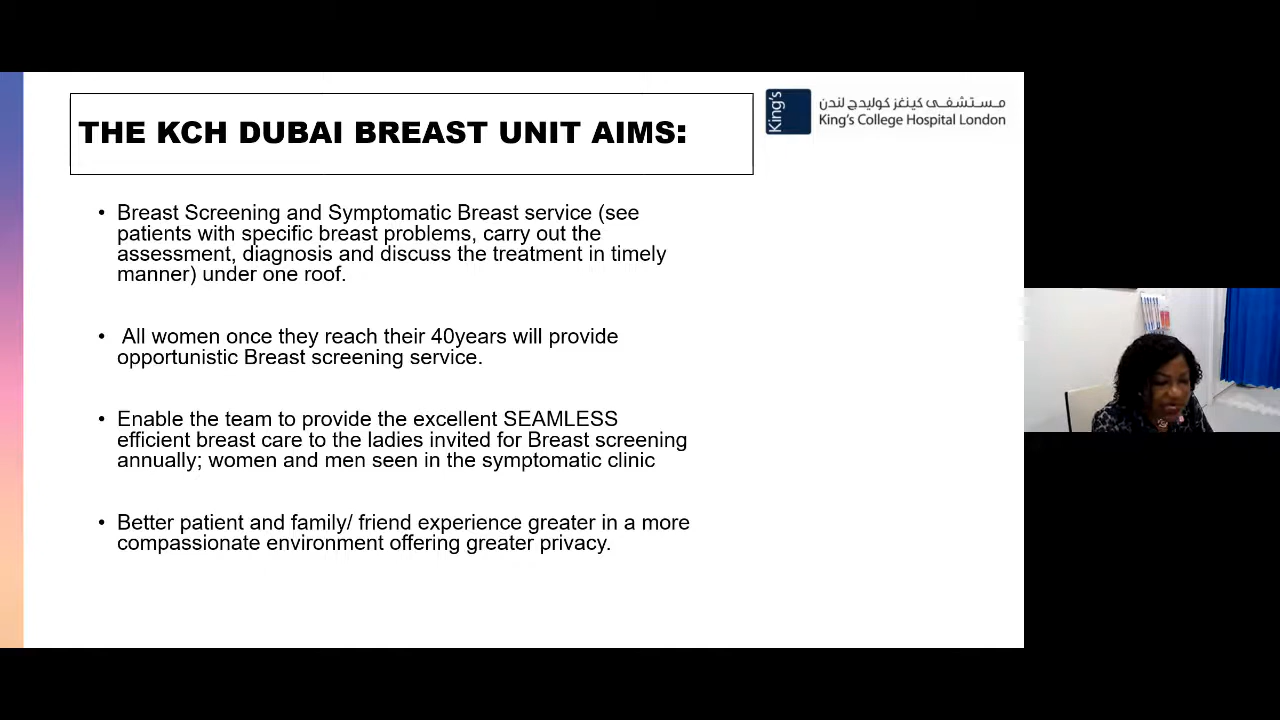 THE KCH DUBAI BREAST UNIT AIMS:
King's
مستشفى كينغز كوليدج لندن
King's College Hospital London
• Breast Screening and Symptomatic Breast service (see
patients with specific breast problems, carry out the
assessment, diagnosis and discuss the treatment in timely
manner) under one roof.
• All women once they reach their 40years will provide
opportunistic Breast screening service.
• Enable the team to provide the excellent SEAMLESS
efficient breast care to the ladies invited for Breast screening
annually; women and men seen in the symptomatic clinic
• Better patient and family/ friend experience greater in a more
compassionate environment offering greater privacy.